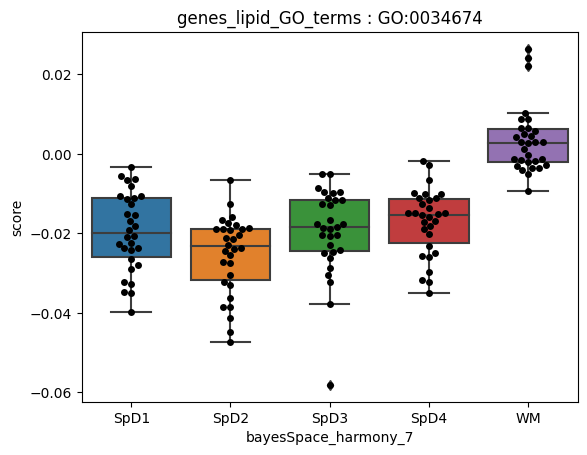 genes_lipid_GO_terms : GO:0034674
0.02
0.00
−0.02
−0.04
−0.06
score
SpD1 SpD2 SpD3 SpD4 WM
bayesSpace_harmony_7